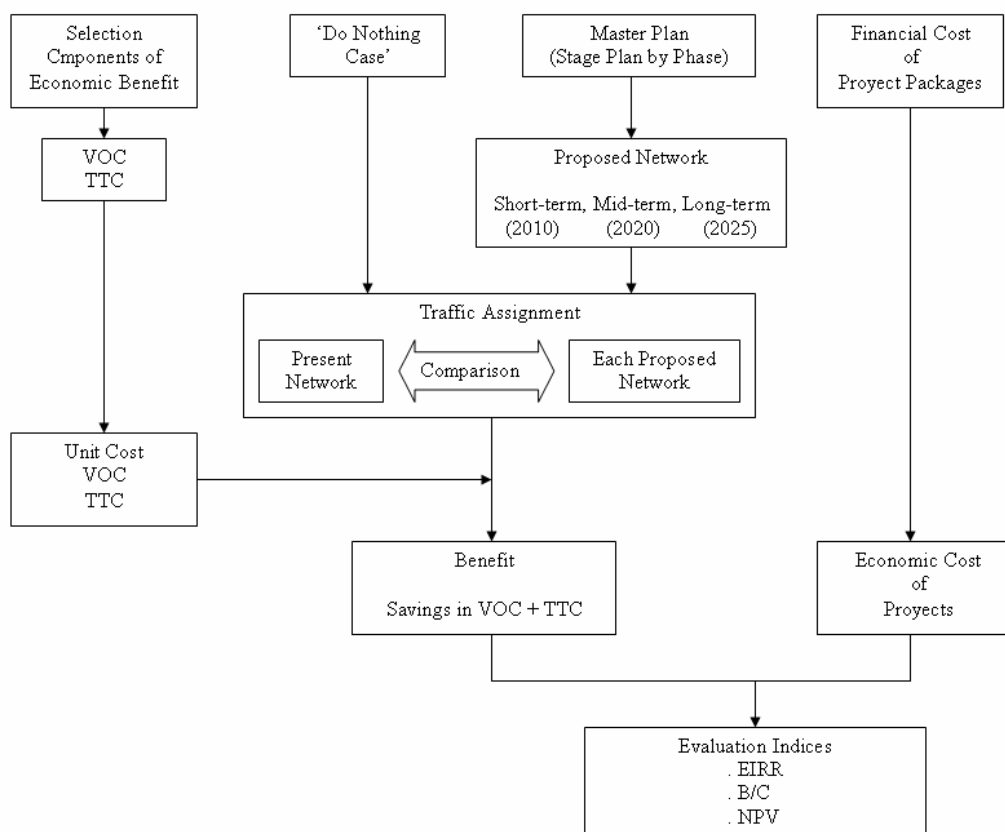 Selection
Cmponents of
Economic Benefit
‘Do Nothing
Case’
Master Plan
(Stage Plan by Phase)
Financial Cost
of
Proyect Packages
VOC
TTC
Proposed Network
Short-term, Mid-term, Long-term
(2010) (2020) (2025)
Traffic Assignment
Present
Network
Comparison
Each Proposed
Network
Unit Cost
VOC
TTC
Benefit
Savings in VOC + TTC
Economic Cost
of
Proyects
Evaluation Indices
. EIRR
. B/C
. NPV